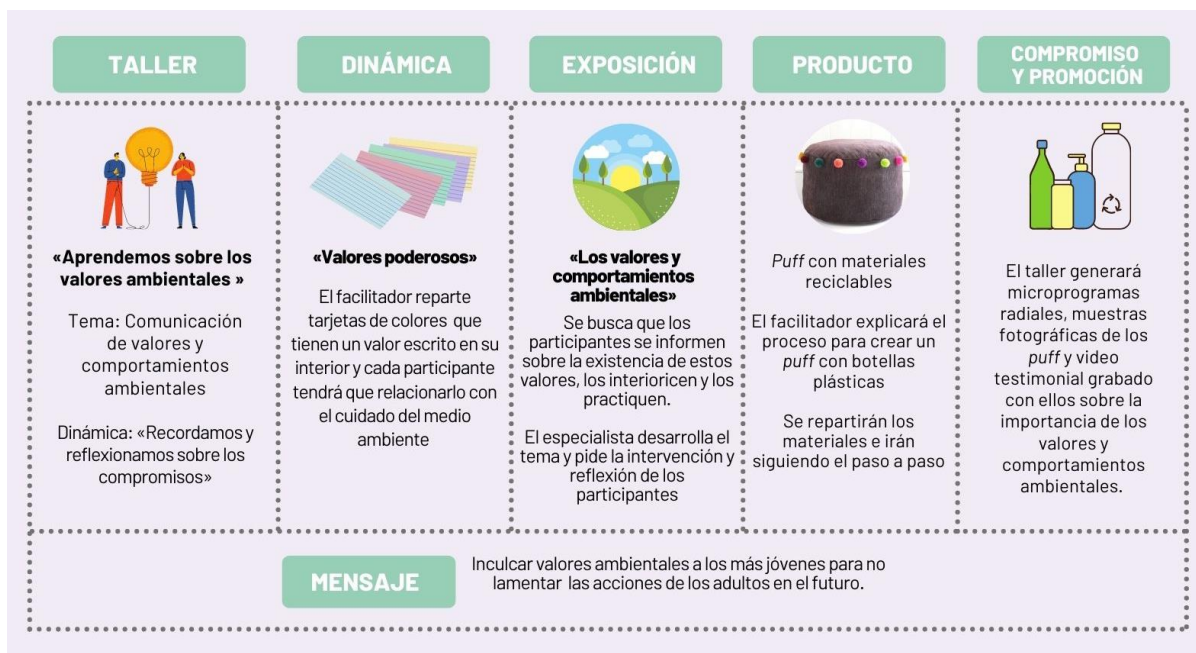 TALLER
«Aprendemos sobre los
valores ambientales »
Tema: Comunicación
de valores y
comportamientos
ambientales
Dinámica: «Recordamos y
reflexionamos sobre los
compromisos»
DINÁMICA
«Valores poderosos»
El facilitador reparte
tarjetas de colores que
tienen un valor escrito en su
interior y cada participante
tendrá que relacionarlo con
el cuidado del medio
ambiente
EXPOSICIÓN
«Los valores y
comportamientos
ambientales»
Se busca que los
participantes se informen
sobre la existencia de estos
valores, los interioricen y los
practiquen.
El especialista desarrolla el
tema y pide la intervención y
reflexión de los
participantes
PRODUCTO
Puff con materiales
reciclables
El facilitador explicará el
proceso para crear un
puff con botellas
plásticas
Se repartirán los
materiales e irán
siguiendo el paso a paso
COMPROMISO
Y PROMOCIÓN
El taller generará
microprogramas
radiales, muestras
fotográficas de los
puff y video
testimonial grabado
con ellos sobre la
importancia de los
valores y
comportamientos
ambientales.
MENSAJE
Inculcar valores ambientales a los más jóvenes para no
lamentar las acciones de los adultos en el futuro.